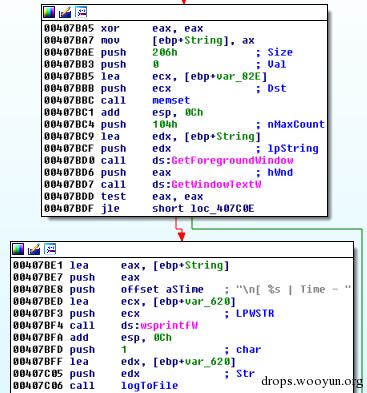 00407BA5 xor     eax, eax
00407BA7 mov     [ebp+String], ax
00407BAE push    206h            ; Size
00407BB3 push    0               ; Val
00407BB5 lea     ecx, [ebp+var_82E]
00407BBB push    ecx             ; Dst
00407BBC call    memset
00407BC1 add     esp, 0Ch
00407BC4 push    104h            ; nMaxCount
00407BC9 lea     edx, [ebp+String]
00407BCF push    edx             ; lpString
00407BD0 call    ds:GetForegroundWindow
00407BD6 push    eax             ; hWnd
00407BD7 call    ds:GetWindowTextW
00407BDD test    eax, eax
00407BDF jle     short loc_407C0E
00407BE1 lea     eax, [ebp+String]
00407BE7 push    eax
00407BE8 push    offset aSTime   ; "\n[ %s | Time - "
00407BED lea     ecx, [ebp+var_620]
00407BF3 push    ecx             ; LPWSTR
00407BF4 call    ds:wsprintfW
00407BFA add     esp, 0Ch
00407BFD push    1               ; char
00407BFF lea     edx, [ebp+var_620]
00407C05 push    edx             ; Str
00407C06 call    logToFile
drops.wooyun.org